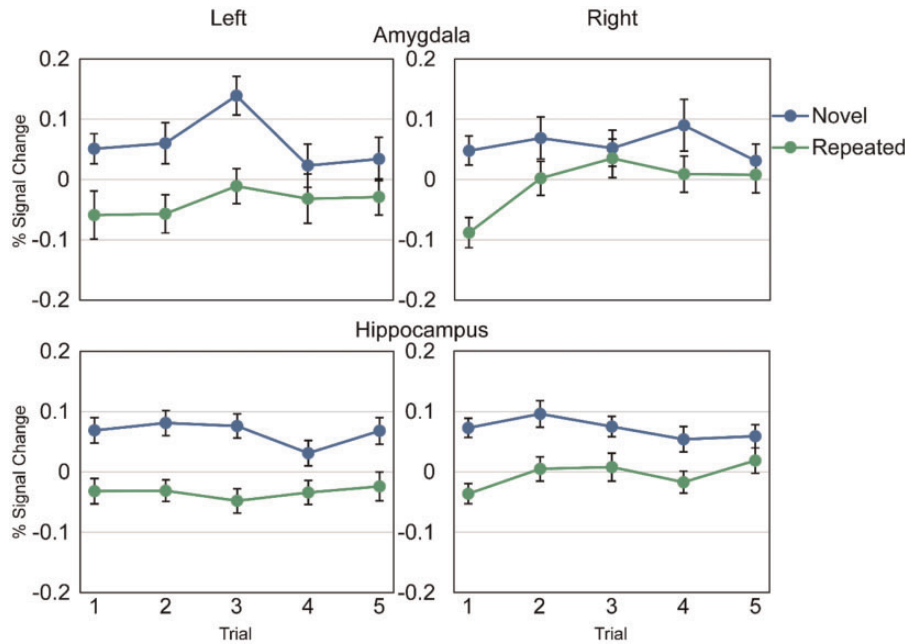 Left Right
Amygdala
0.2 0.2
0.1 0.1
0 0
-0.1 -0.1
-0.2 -0.2
% Signal Change
Novel
Repeated
Hippocampus
0.2 0.2
0.1 0.1
0 0
-0.1 -0.1
-0.2 -0.2
% Signal Change
1 2 3 4 5 1 2 3 4 5
Trial Trial